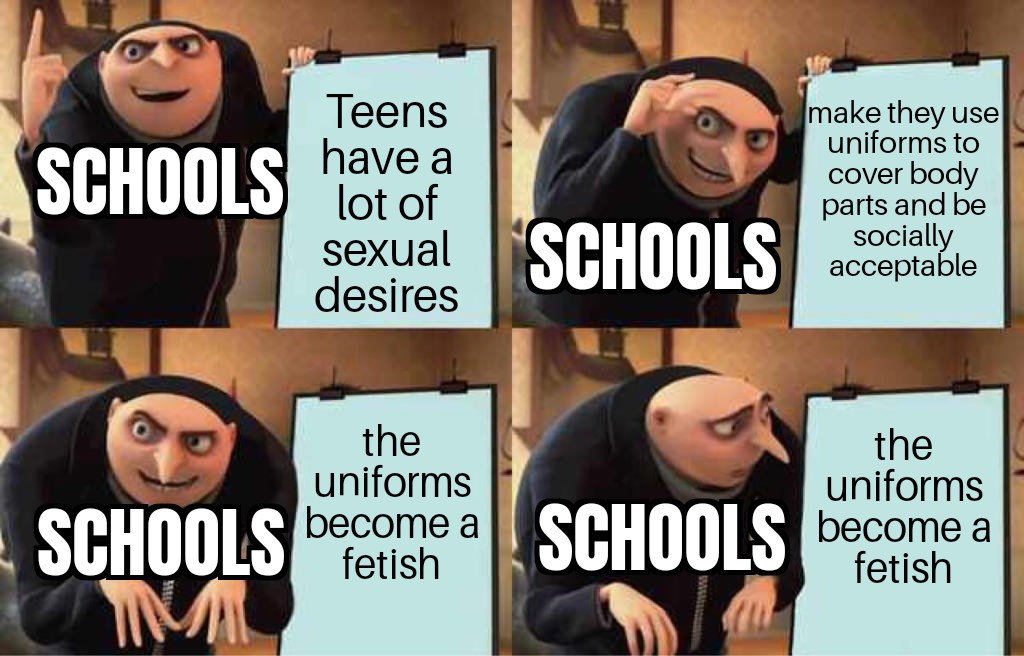 SCHOOLS
Teens
have a
lot of
sexual
desires
SCHOOLS
make they use
uniforms to
cover body
parts and be
socially
acceptable
SCHOOLS
the
uniforms
become a
fetish
SCHOOLS
the
uniforms
become a
fetish